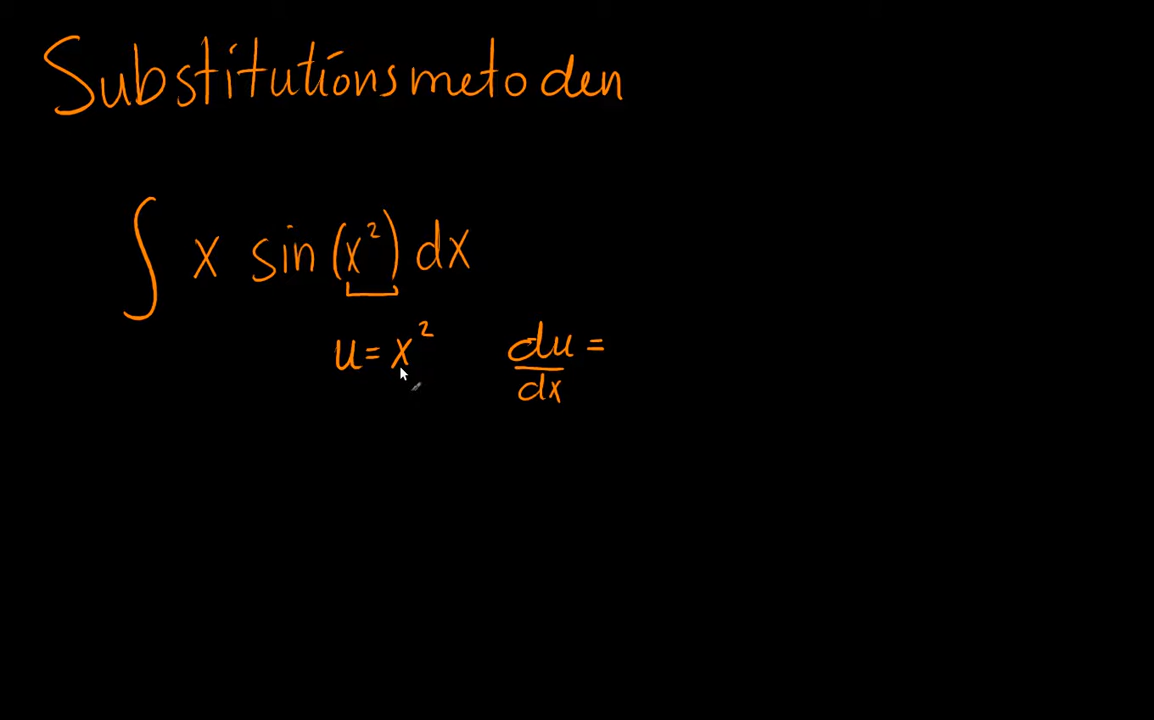 Substitutionsmetoden
∫ x sin(x²) dx
u = x² du/dx =